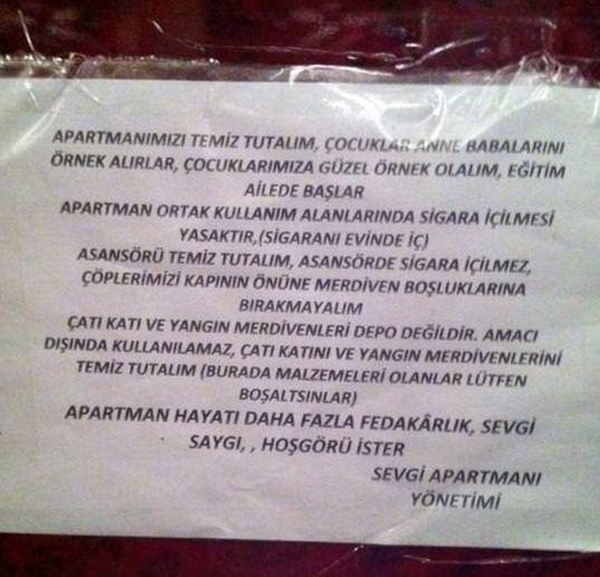 APARTMANIMIZI TEMİZ TUTALIM, ÇOCUKLAR ANNE BABALARINI
ÖRNEK ALIRLAR, ÇOCUKLARIMIZA GÜZEL ÖRNEK OLALIM, EĞİTİM
AİLEDE BAŞLAR
APARTMAN ORTAK KULLANIM ALANLARINDA SİGARA İÇİLMESİ
YASAKTIR,(SİGARANI EVİNDE İÇ)
ASANSÖRÜ TEMİZ TUTALIM, ASANSÖRDE SİGARA İÇİLMEZ,
ÇÖPLERİMİZİ KAPININ ÖNÜNE MERDİVEN BOŞLUKLARINA
BIRAKMAYALIM
ÇATI KATI VE YANGIN MERDİVENLERİ DEPO DEĞİLDİR. AMACI
DIŞINDA KULLANILAMAZ, ÇATI KATINI VE YANGIN MERDİVENLERİNİ
TEMİZ TUTALIM (BURADA MALZEMELERİ OLANLAR LÜTFEN
BOŞALTSINLAR)
APARTMAN HAYATI DAHA FAZLA FEDAKÂRLIK, SEVGİ
SAYGI, , HOŞGÖRÜ İSTER
SEVGİ APARTMANI
YÖNETİMİ